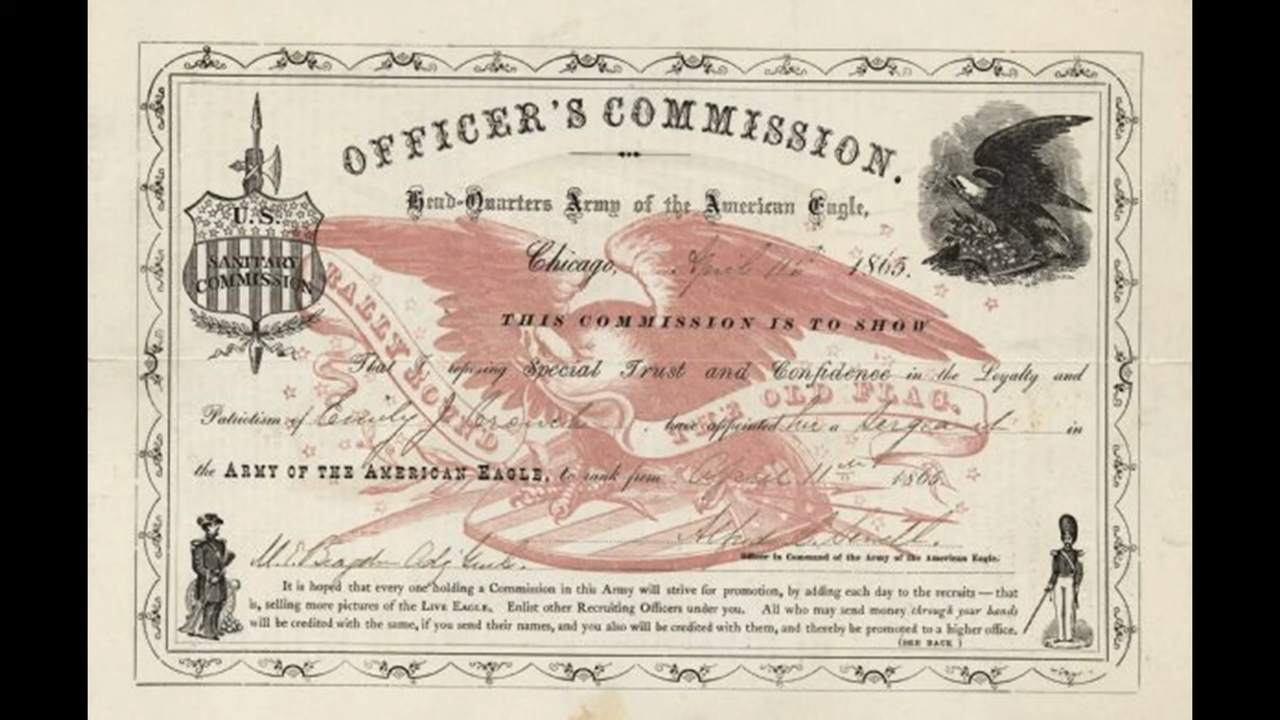 OFFICER'S COMMISSION.
Head-Quarters Army of the American Eagle,
U.S.
SANITARY
COMMISSION
Chicago, April 11th 1865.
RALLY ROUND
THE OLD FLAG.
THIS COMMISSION IS TO SHOW
That I, reposing Special Trust and Confidence in the Loyalty and
Patriotism of Emily J. Crouch, have appointed her a Sergeant in
the ARMY OF THE AMERICAN EAGLE, to rank from April 11th 1865.
Alfred L. Sewell.
Officer in Command of the Army of the American Eagle.
It is hoped that every one holding a Commission in this Army will strive for promotion, by adding each day to the recruits — that
is, selling more pictures of the LIVE EAGLE. Enlist other Recruiting Officers under you. All who may send money through your hands
will be credited with the same, if you send their names, and you also will be credited with them, and thereby be promoted to a higher office.
(SEE BACK)